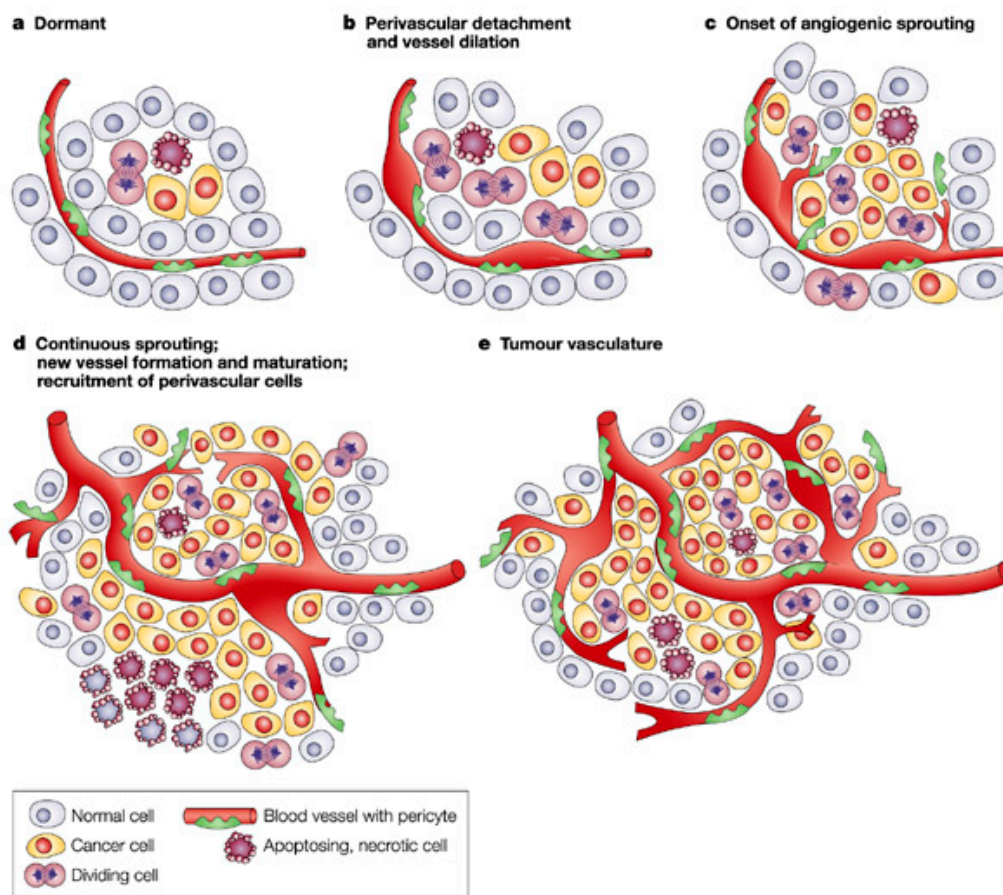 a Dormant
b Perivascular detachment
and vessel dilation
c Onset of angiogenic sprouting
d Continuous sprouting;
new vessel formation and maturation;
recruitment of perivascular cells
e Tumour vasculature
Normal cell
Cancer cell
Dividing cell
Blood vessel with pericyte
Apoptosing, necrotic cell